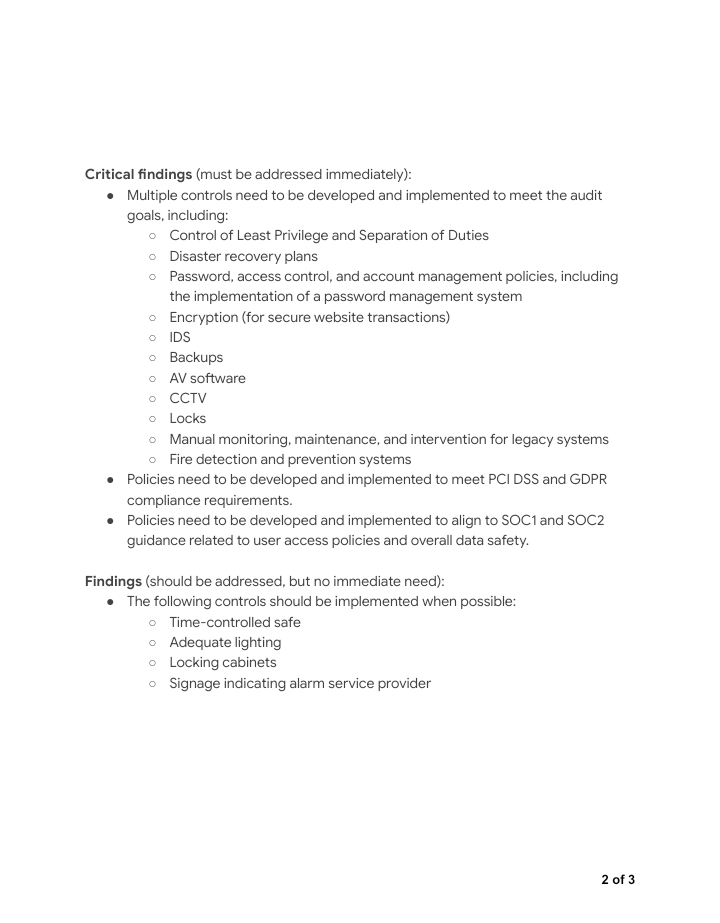 Critical findings (must be addressed immediately):
● Multiple controls need to be developed and implemented to meet the audit
goals, including:
○ Control of Least Privilege and Separation of Duties
○ Disaster recovery plans
○ Password, access control, and account management policies, including
the implementation of a password management system
○ Encryption (for secure website transactions)
○ IDS
○ Backups
○ AV software
○ CCTV
○ Locks
○ Manual monitoring, maintenance, and intervention for legacy systems
○ Fire detection and prevention systems
● Policies need to be developed and implemented to meet PCI DSS and GDPR
compliance requirements.
● Policies need to be developed and implemented to align to SOC1 and SOC2
guidance related to user access policies and overall data safety.
Findings (should be addressed, but no immediate need):
● The following controls should be implemented when possible:
○ Time-controlled safe
○ Adequate lighting
○ Locking cabinets
○ Signage indicating alarm service provider
2 of 3